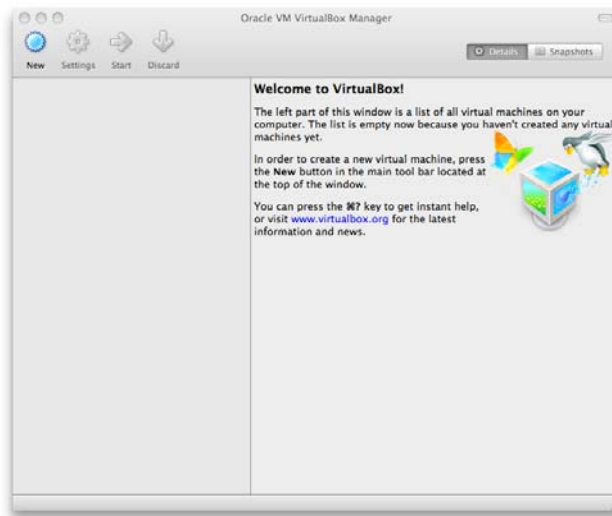 Oracle VM VirtualBox Manager
New Settings Start Discard
Details Snapshots
Welcome to VirtualBox!
The left part of this window is a list of all virtual machines on your
computer. The list is empty now because you haven't created any virtual
machines yet.
In order to create a new virtual machine, press
the New button in the main tool bar located at
the top of the window.
You can press the ⌘? key to get instant help,
or visit www.virtualbox.org for the latest
information and news.